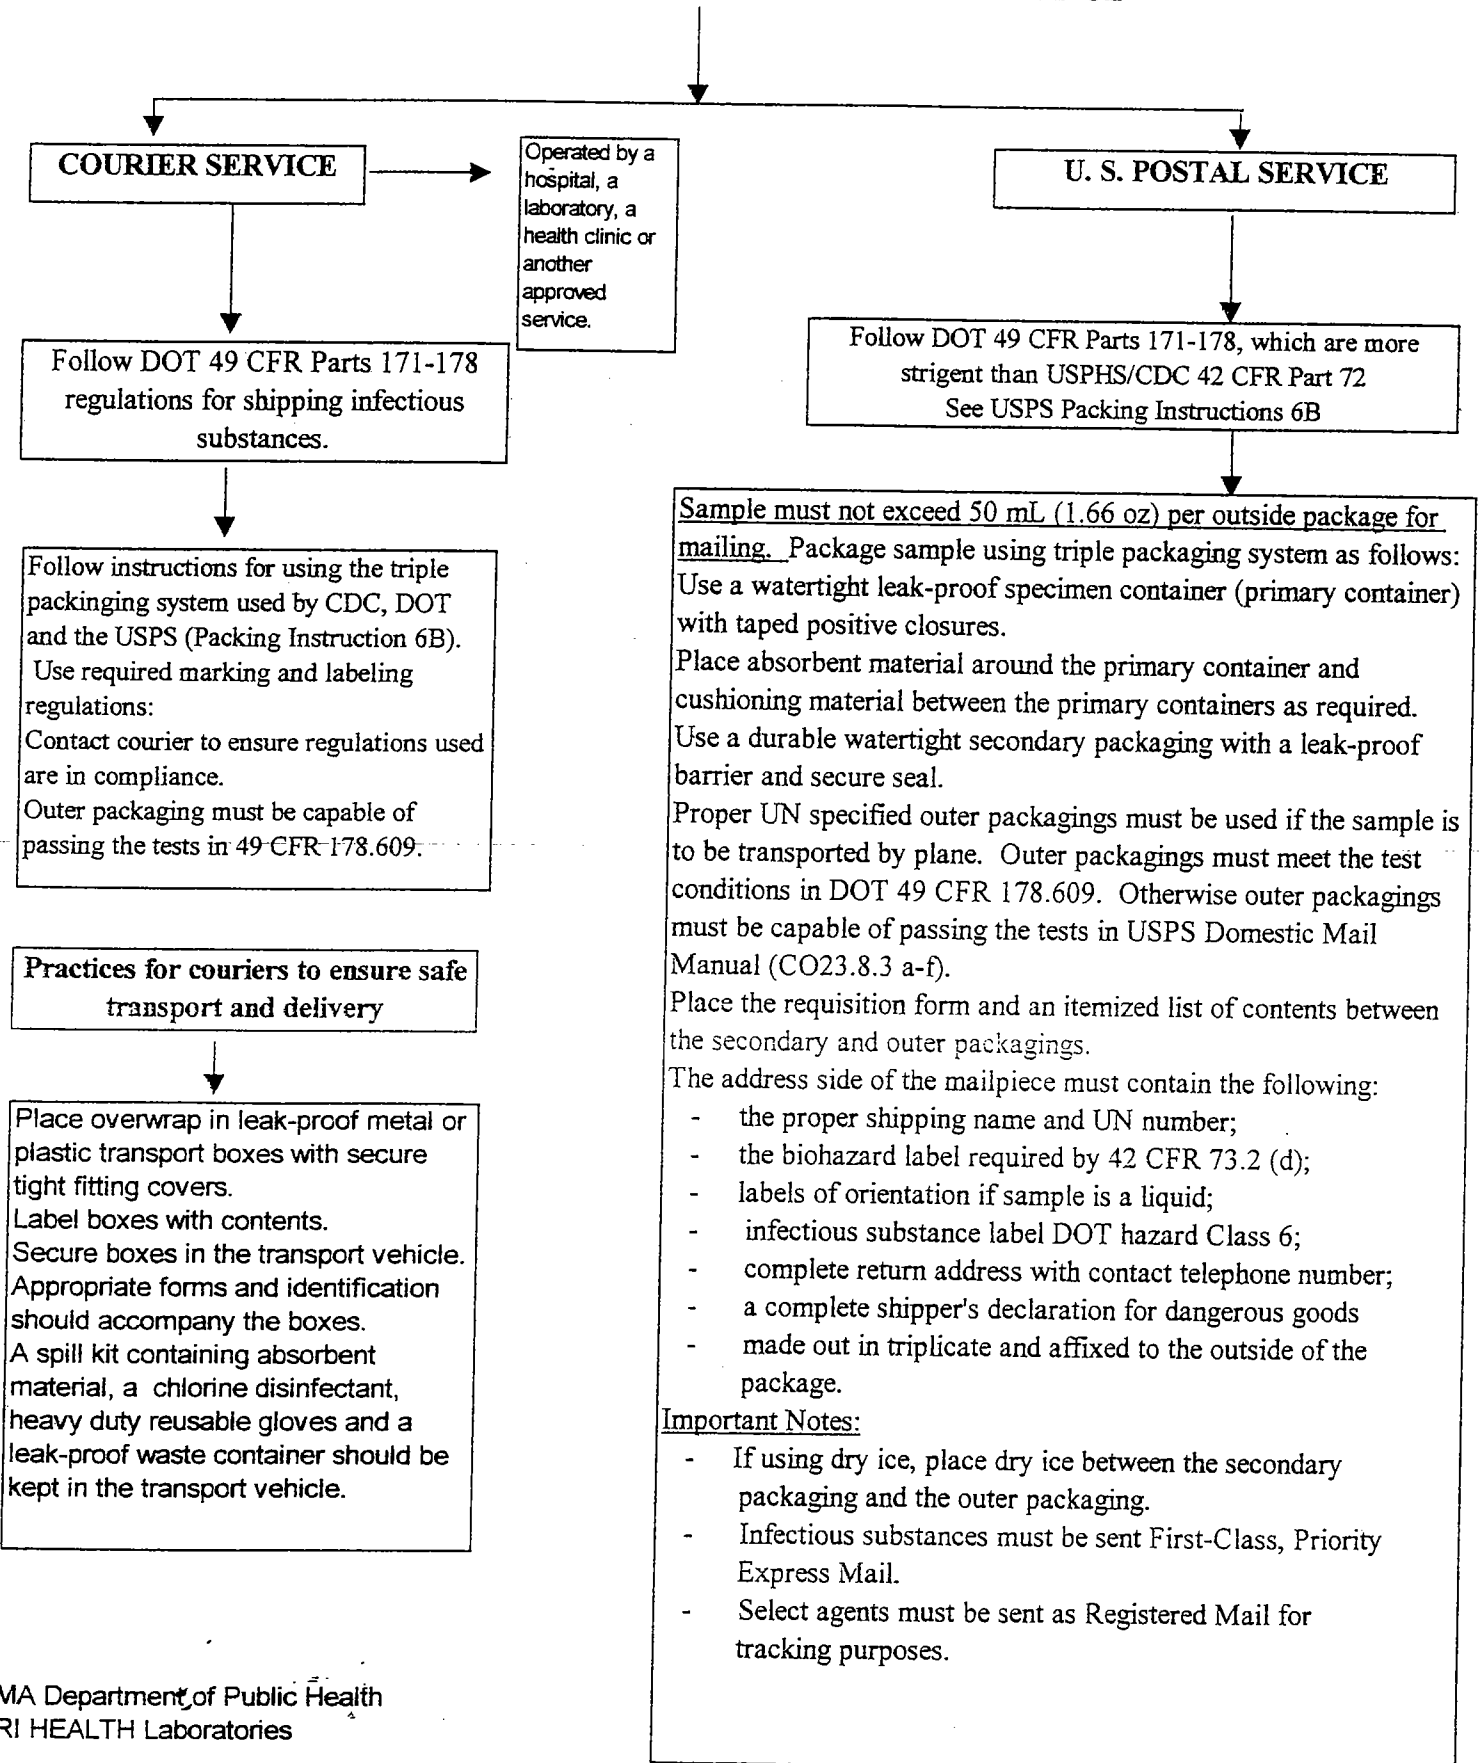 COURIER SERVICE
Operated by a
hospital, a
laboratory, a
health clinic or
another
approved
service.
U. S. POSTAL SERVICE
Follow DOT 49 CFR Parts 171-178
regulations for shipping infectious
substances.
Follow DOT 49 CFR Parts 171-178, which are more
strigent than USPHS/CDC 42 CFR Part 72
See USPS Packing Instructions 6B
Follow instructions for using the triple
packinging system used by CDC, DOT
and the USPS (Packing Instruction 6B).
Use required marking and labeling
regulations:
Contact courier to ensure regulations used
are in compliance.
Outer packaging must be capable of
passing the tests in 49 CFR 178.609.
Practices for couriers to ensure safe
transport and delivery
Place overwrap in leak-proof metal or
plastic transport boxes with secure
tight fitting covers.
Label boxes with contents.
Secure boxes in the transport vehicle.
Appropriate forms and identification
should accompany the boxes.
A spill kit containing absorbent
material, a chlorine disinfectant,
heavy duty reusable gloves and a
leak-proof waste container should be
kept in the transport vehicle.
Sample must not exceed 50 mL (1.66 oz) per outside package for
mailing. Package sample using triple packaging system as follows:
Use a watertight leak-proof specimen container (primary container)
with taped positive closures.
Place absorbent material around the primary container and
cushioning material between the primary containers as required.
Use a durable watertight secondary packaging with a leak-proof
barrier and secure seal.
Proper UN specified outer packagings must be used if the sample is
to be transported by plane. Outer packagings must meet the test
conditions in DOT 49 CFR 178.609. Otherwise outer packagings
must be capable of passing the tests in USPS Domestic Mail
Manual (CO23.8.3 a-f).
Place the requisition form and an itemized list of contents between
the secondary and outer packagings.
The address side of the mailpiece must contain the following:
- the proper shipping name and UN number;
- the biohazard label required by 42 CFR 73.2 (d);
- labels of orientation if sample is a liquid;
- infectious substance label DOT hazard Class 6;
- complete return address with contact telephone number;
- a complete shipper's declaration for dangerous goods
- made out in triplicate and affixed to the outside of the
package.
Important Notes:
- If using dry ice, place dry ice between the secondary
packaging and the outer packaging.
- Infectious substances must be sent First-Class, Priority
Express Mail.
- Select agents must be sent as Registered Mail for
tracking purposes.
MA Department of Public Health
RI HEALTH Laboratories